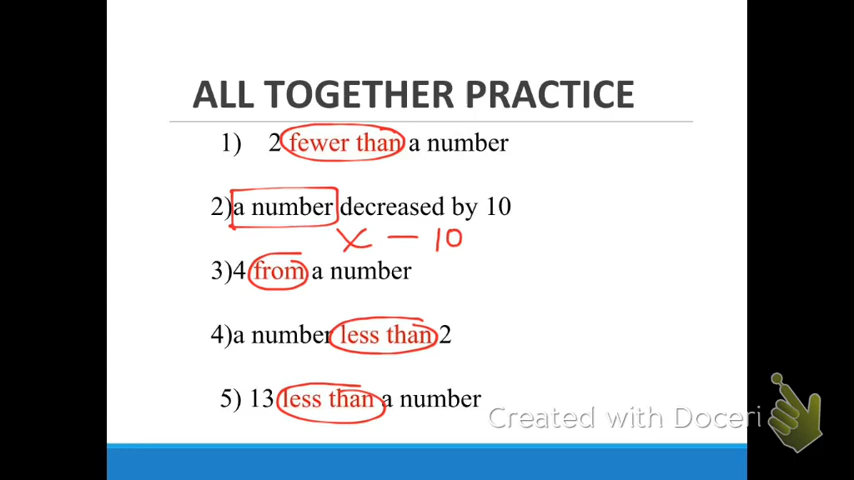 ALL TOGETHER PRACTICE
1) 2 fewer than a number
2)a number decreased by 10
x – 10
3)4 from a number
4)a number less than 2
5) 13 less than a number
Created with Doceri